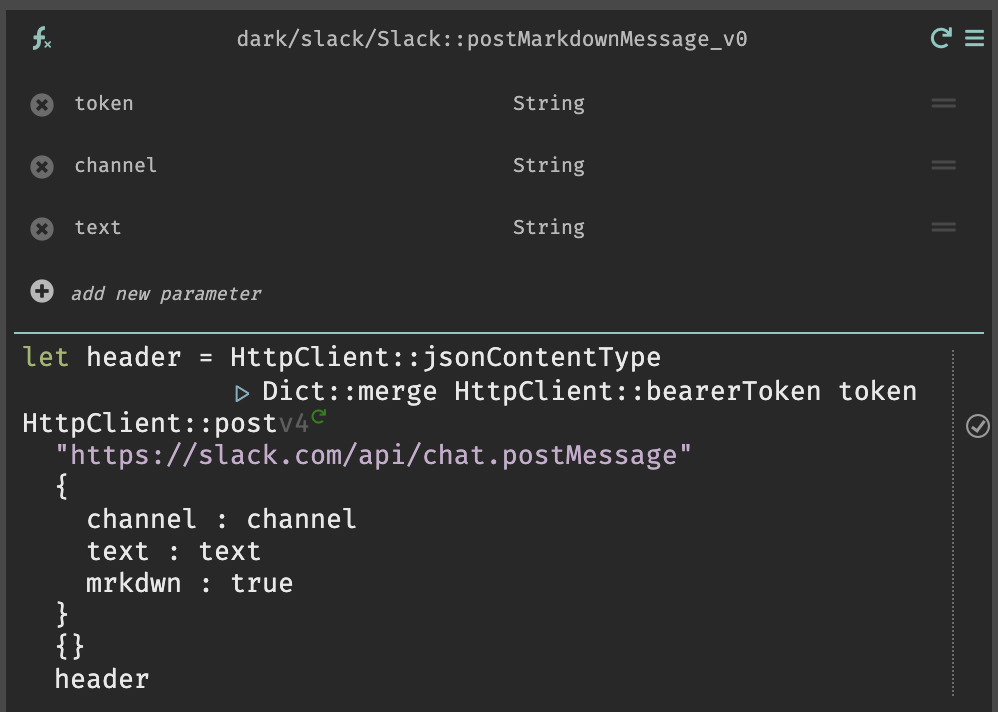 fx
dark/slack/Slack::postMarkdownMessage_v0
token String
channel String
text String
add new parameter
let header = HttpClient::jsonContentType
▷ Dict::merge HttpClient::bearerToken token
HttpClient::postv4
"https://slack.com/api/chat.postMessage"
{
channel : channel
text : text
mrkdwn : true
}
{}
header